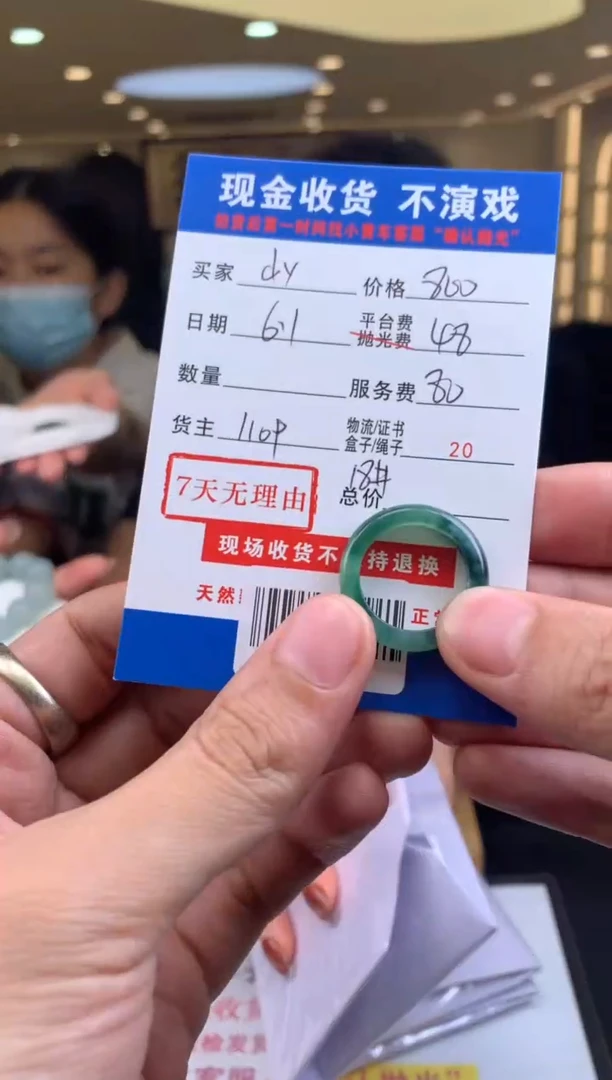 现金收货 不演戏
买家 dy 价格 800
日期 6.1 平台费 抛光费 48
数量 服务费 80
货主 110P 物流/证书 盒子/绳子 20
18#
7天无理由 总价
现场收货不 持退换
天然 正